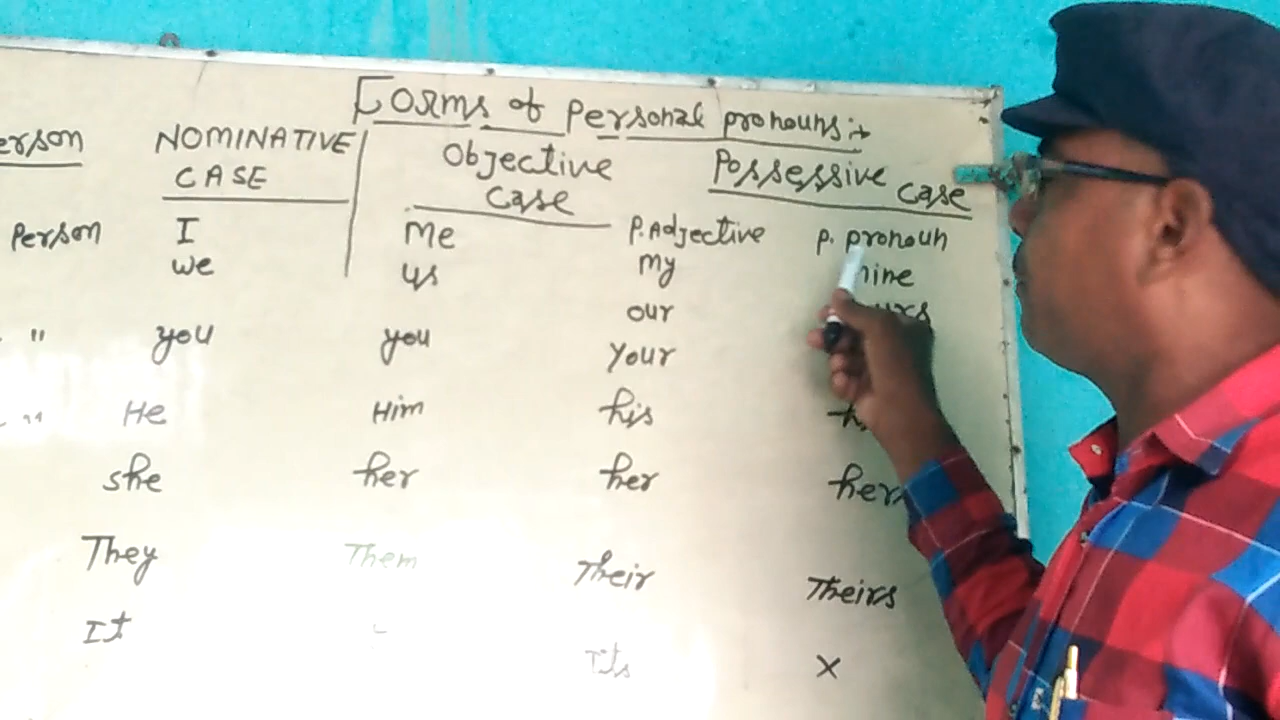 Forms of personal pronouns :-
erson NOMINATIVE CASE Objective case Possessive case
person I me P.Adjective P. pronoun
we us my mine
our
" you you your
" He Him his
she her her hers
They Them Their Theirs
It Its ×